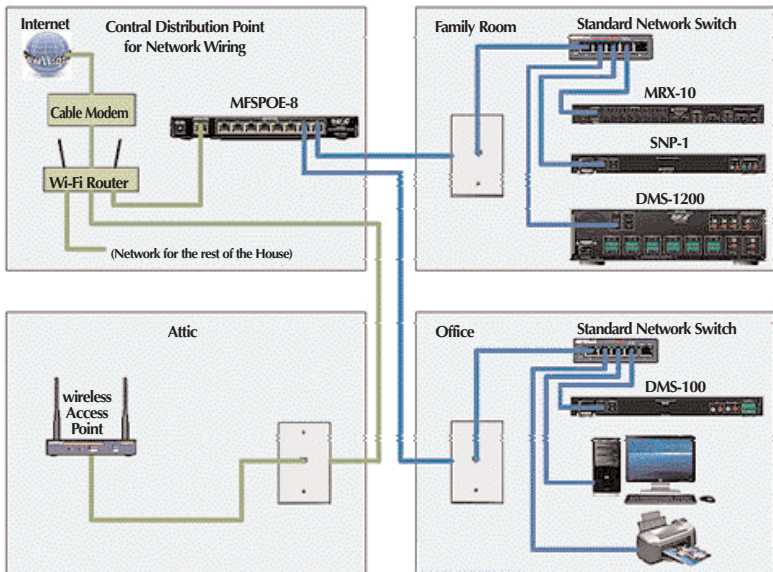 Internet
Contral Distribution Point
for Network Wiring
Cable Modem
MFSPOE-8
Wi-Fi Router
(Network for the rest of the House)
Family Room
Standard Network Switch
MRX-10
SNP-1
DMS-1200
Attic
wireless
Access
Point
Office
Standard Network Switch
DMS-100